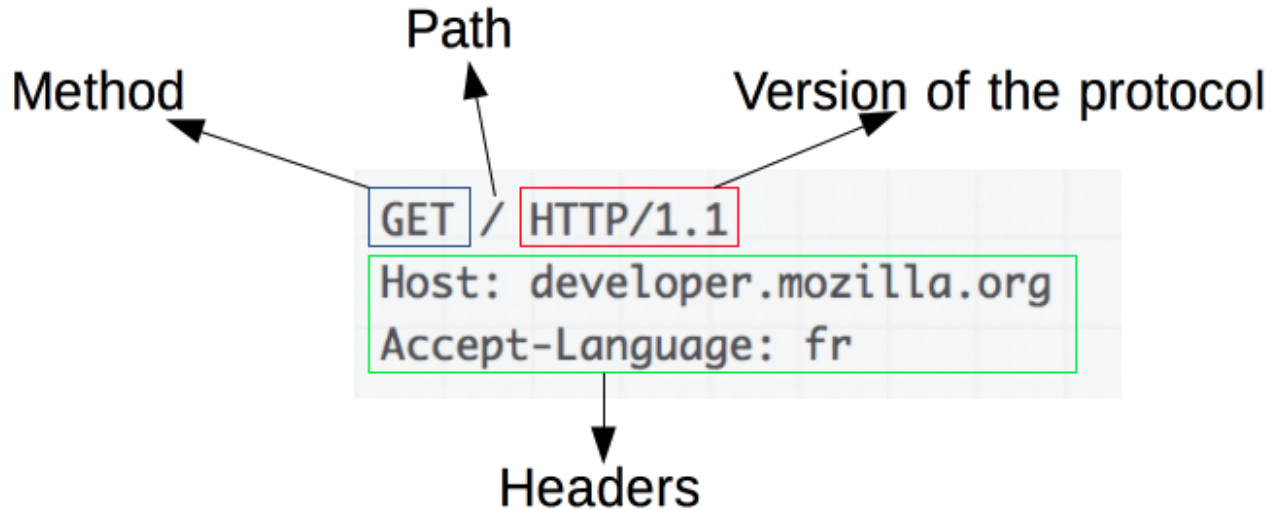 Path
Method
Version of the protocol
GET / HTTP/1.1
Host: developer.mozilla.org
Accept-Language: fr
Headers